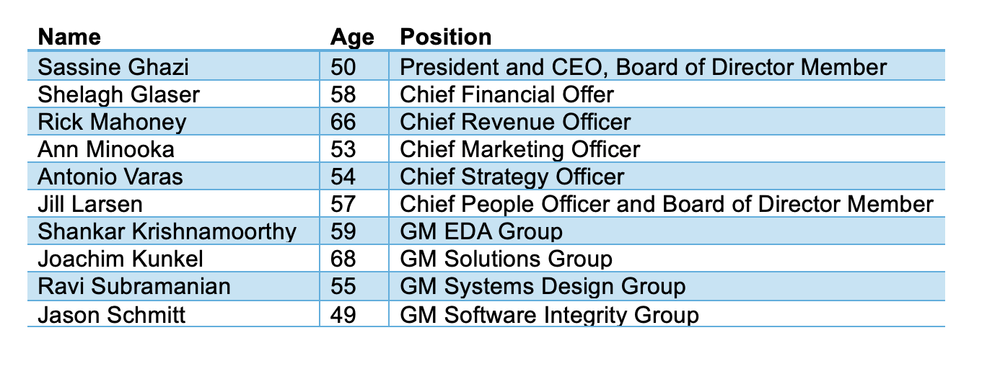 Name Age Position
Sassine Ghazi 50 President and CEO, Board of Director Member
Shelagh Glaser 58 Chief Financial Offer
Rick Mahoney 66 Chief Revenue Officer
Ann Minooka 53 Chief Marketing Officer
Antonio Varas 54 Chief Strategy Officer
Jill Larsen 57 Chief People Officer and Board of Director Member
Shankar Krishnamoorthy 59 GM EDA Group
Joachim Kunkel 68 GM Solutions Group
Ravi Subramanian 55 GM Systems Design Group
Jason Schmitt 49 GM Software Integrity Group